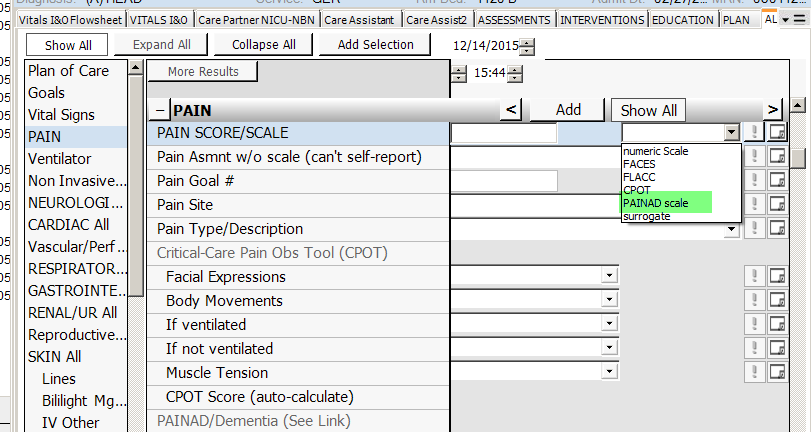 Vitals I&O Flowsheet VITALS I&O Care Partner NICU-NBN Care Assistant Care Assist2 ASSESSMENTS INTERVENTIONS EDUCATION PLAN AL
Show All Expand All Collapse All Add Selection 12/14/2015
More Results 15:44
Plan of Care
Goals
Vital Signs
PAIN
Ventilator
Non Invasive...
NEUROLOGI...
CARDIAC All
Vascular/Perf...
RESPIRATOR...
GASTROINTE...
RENAL/UR All
Reproductive...
SKIN All
Lines
Bililight Mg...
IV Other
− PAIN < Add Show All >
PAIN SCORE/SCALE
Pain Asmnt w/o scale (can't self-report)
Pain Goal #
Pain Site
Pain Type/Description
Critical-Care Pain Obs Tool (CPOT)
Facial Expressions
Body Movements
If ventilated
If not ventilated
Muscle Tension
CPOT Score (auto-calculate)
PAINAD/Dementia (See Link)
numeric Scale
FACES
FLACC
CPOT
PAINAD scale
surrogate